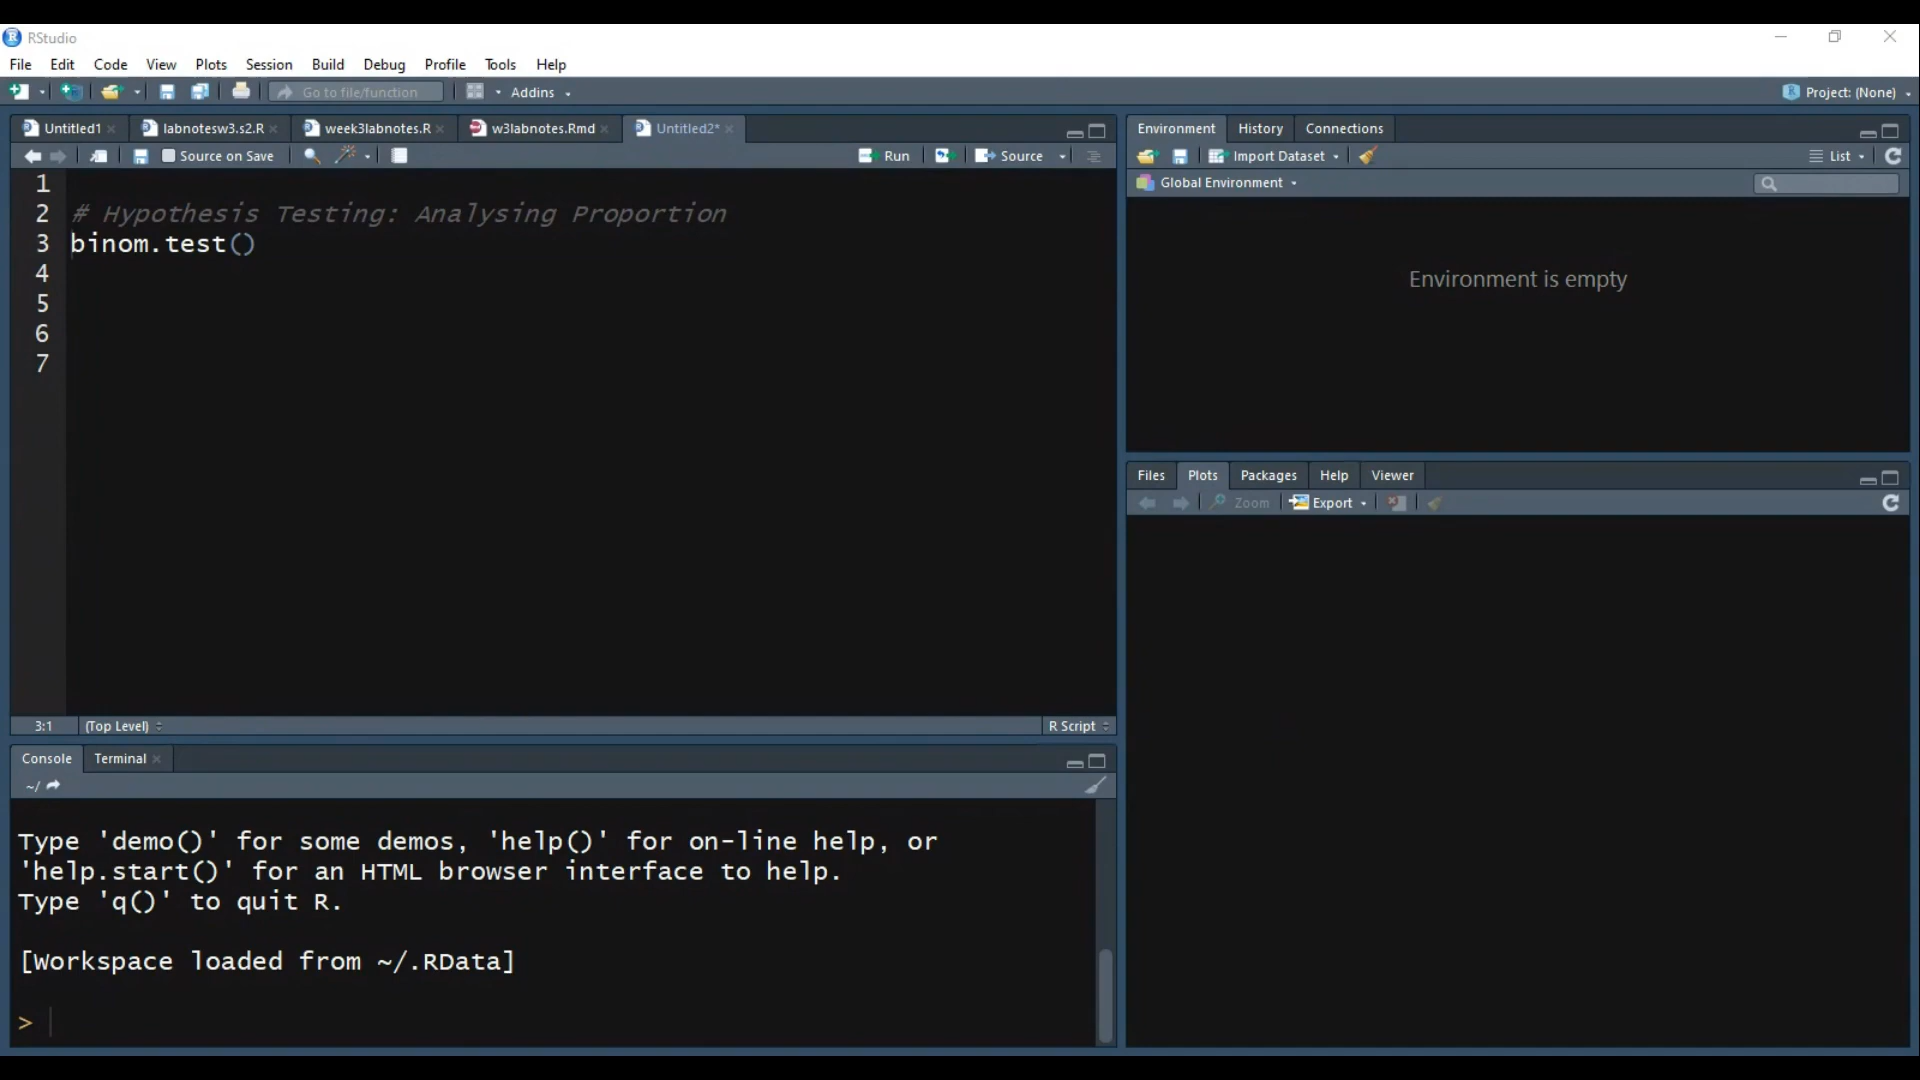 RStudio
File Edit Code View Plots Session Build Debug Profile Tools Help
Go to file/function Addins Project: (None)
Untitled1 labnotesw3.s2.R week3labnotes.R w3labnotes.Rmd Untitled2*
Source on Save Run Source
1
2 # Hypothesis Testing: Analysing Proportion
3 binom.test()
4
5
6
7
3:1 (Top Level) R Script
Console Terminal
~/
Type 'demo()' for some demos, 'help()' for on-line help, or
'help.start()' for an HTML browser interface to help.
Type 'q()' to quit R.
[Workspace loaded from ~/.RData]
>
Environment History Connections
Import Dataset List
Global Environment
Environment is empty
Files Plots Packages Help Viewer
Zoom Export